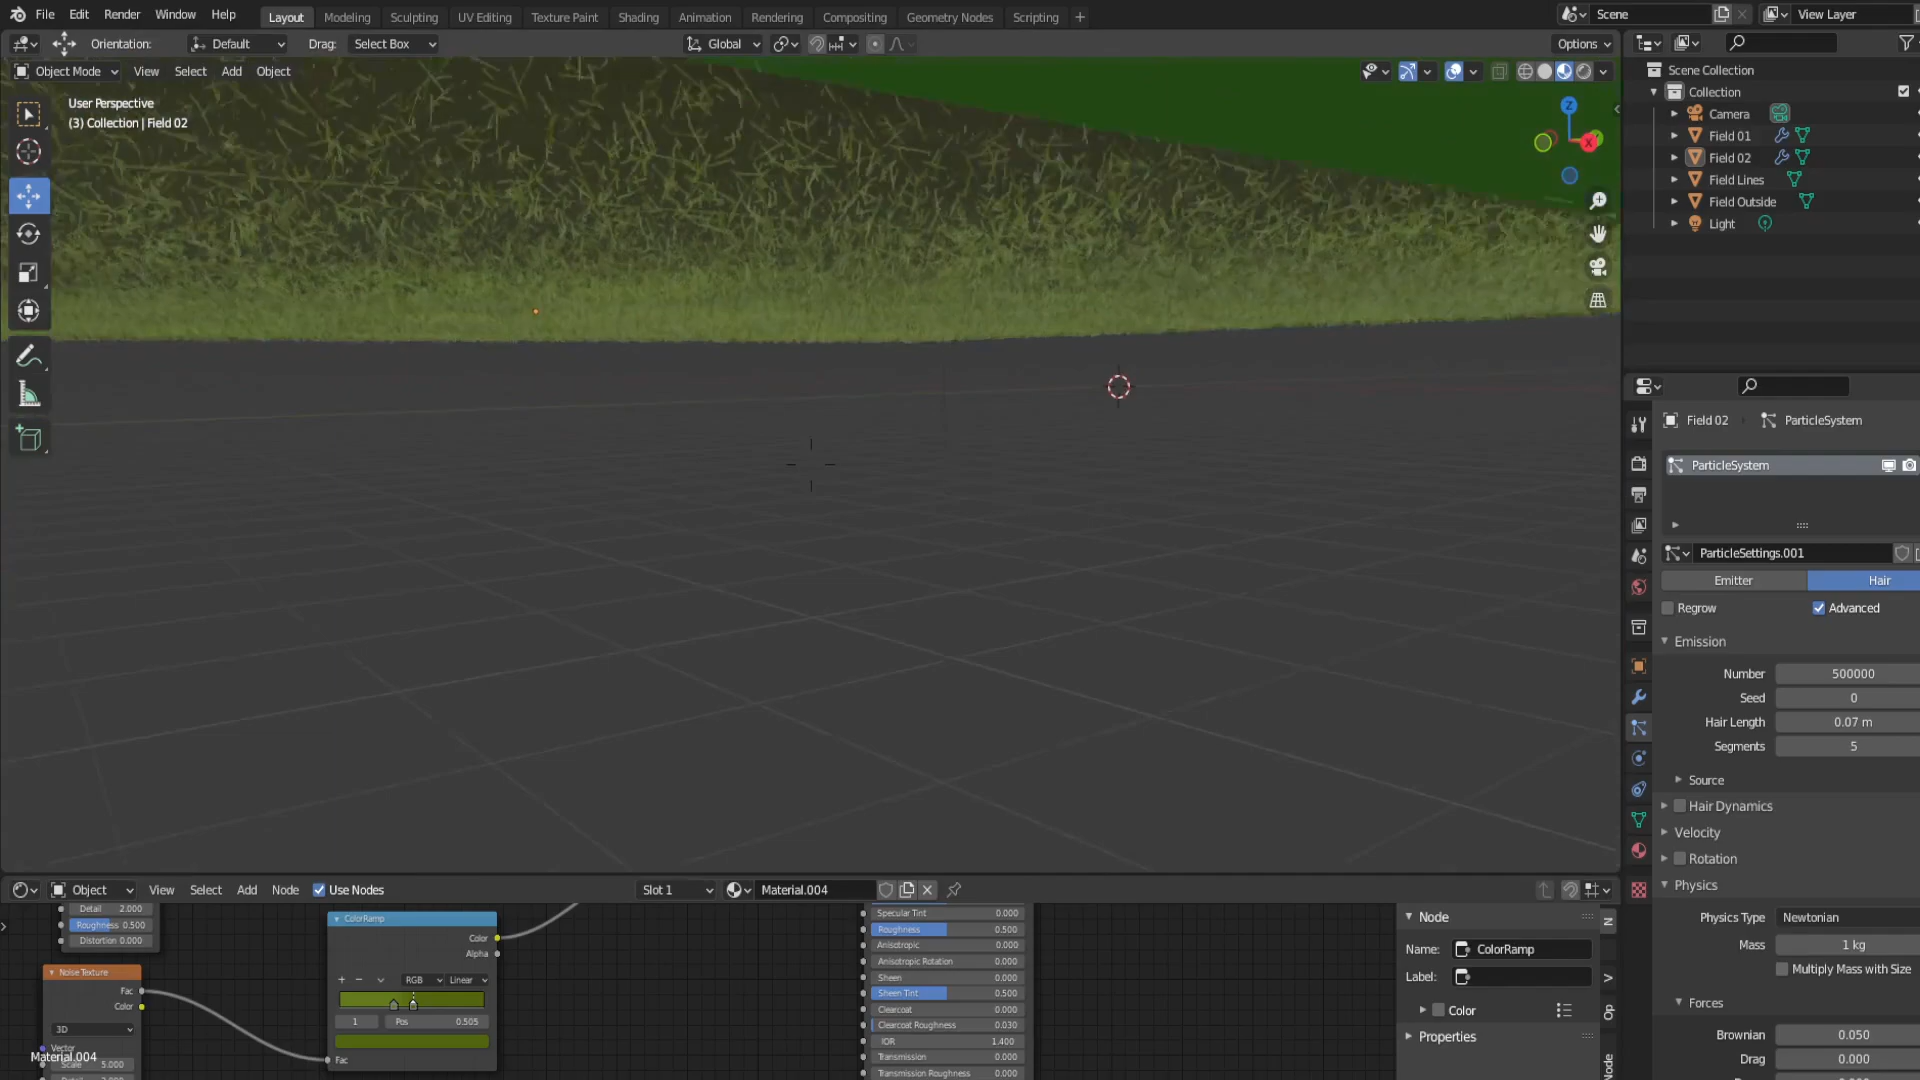 File Edit Render Window Help Layout Modeling Sculpting UV Editing Texture Paint Shading Animation Rendering Compositing Geometry Nodes Scripting + Scene View Layer
Orientation: Default Drag: Select Box Global Options
Object Mode View Select Add Object
User Perspective
(3) Collection | Field 02
Z
X
Scene Collection
Collection
Camera
Field 01
Field 02
Field Lines
Field Outside
Light
Field 02 ParticleSystem
ParticleSystem
ParticleSettings.001
Emitter Hair
Regrow Advanced
Emission
Number 500000
Seed 0
Hair Length 0.07 m
Segments 5
Source
Hair Dynamics
Velocity
Rotation
Physics
Physics Type Newtonian
Mass 1 kg
Multiply Mass with Size
Forces
Brownian 0.050
Drag 0.000
Object View Select Add Node Use Nodes Slot 1 Material.004
Detail 2.000
Roughness 0.500
Distortion 0.000
Noise Texture
Fac
Color
3D
Vector
Scale 5.000
Material.004
ColorRamp
Color
Alpha
+ − RGB Linear
1 Pos 0.505
Fac
Specular Tint 0.000
Roughness 0.500
Anisotropic 0.000
Anisotropic Rotation 0.000
Sheen 0.000
Sheen Tint 0.500
Clearcoat 0.000
Clearcoat Roughness 0.030
IOR 1.400
Transmission 0.000
Transmission Roughness 0.000
Node
Name: ColorRamp
Label:
Color
Properties
Op
Node